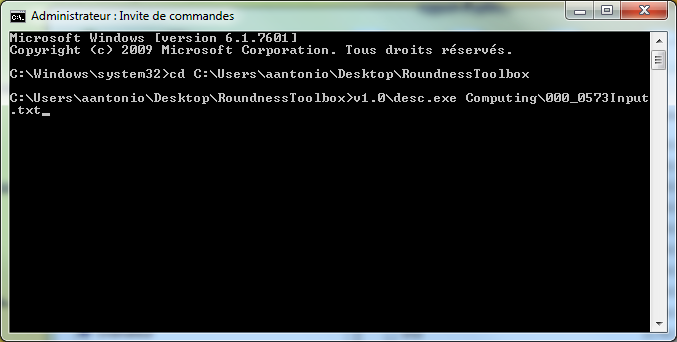 Administrateur : Invite de commandes
Microsoft Windows [version 6.1.7601]
Copyright (c) 2009 Microsoft Corporation. Tous droits réservés.
C:\Windows\system32>cd C:\Users\aantonio\Desktop\RoundnessToolbox
C:\Users\aantonio\Desktop\RoundnessToolbox>v1.0\desc.exe Computing\000_0573Input
.txt_